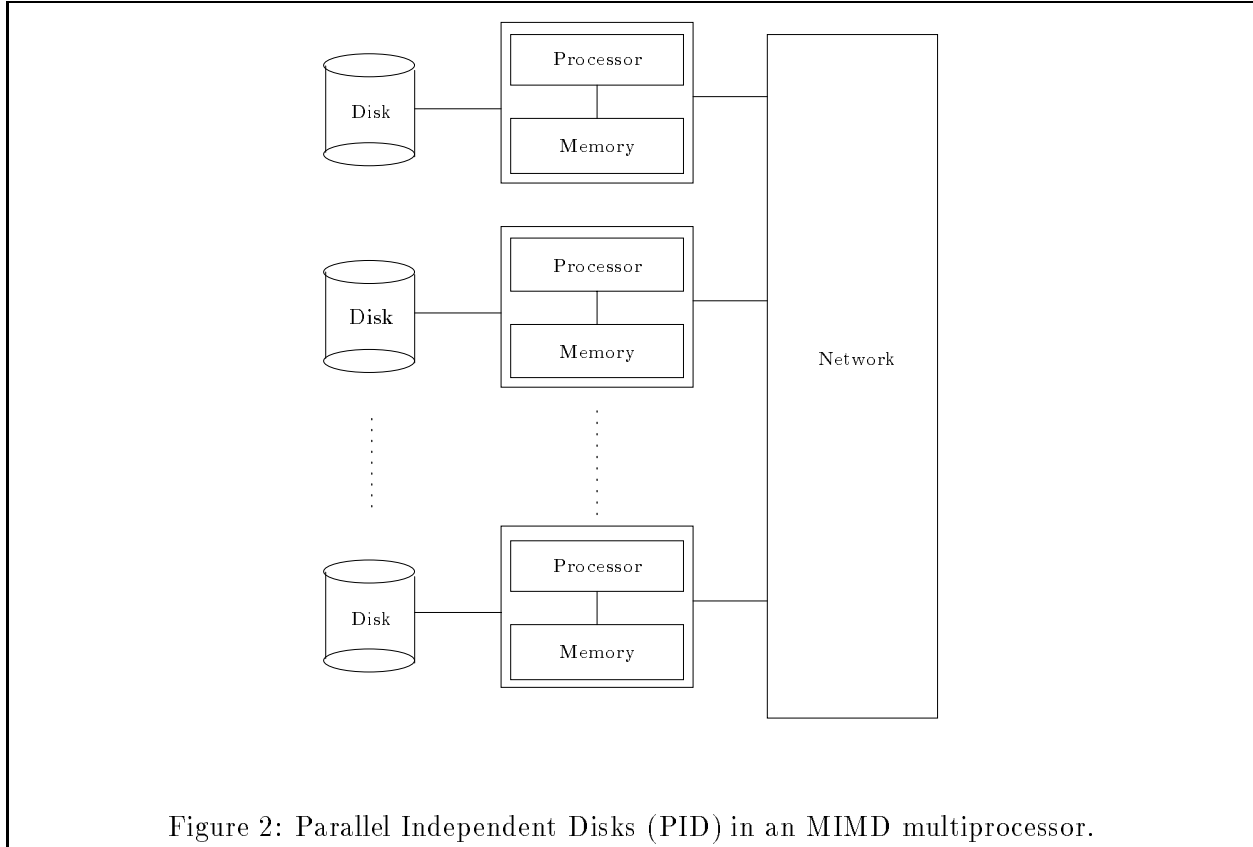 Processor
Disk
Memory
Processor
Disk
Memory
Network
Processor
Disk
Memory
Figure 2: Parallel Independent Disks (PID) in an MIMD multiprocessor.